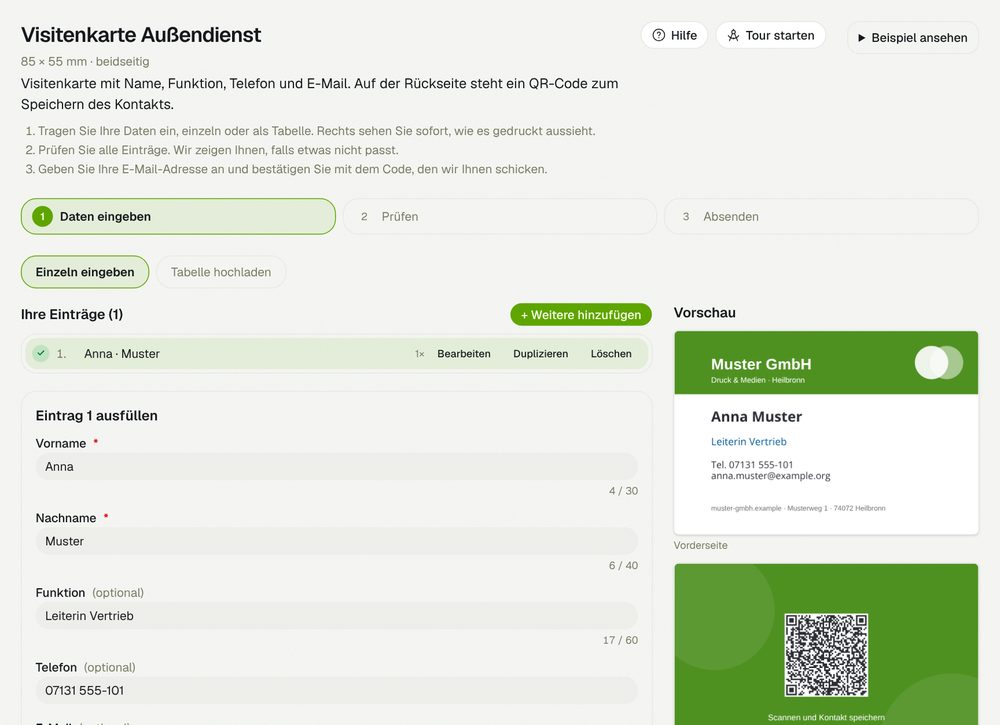 Visitenkarte Außendienst
Hilfe
Tour starten
Beispiel ansehen
85 × 55 mm · beidseitig
Visitenkarte mit Name, Funktion, Telefon und E-Mail. Auf der Rückseite steht ein QR-Code zum
Speichern des Kontakts.
1. Tragen Sie Ihre Daten ein, einzeln oder als Tabelle. Rechts sehen Sie sofort, wie es gedruckt aussieht.
2. Prüfen Sie alle Einträge. Wir zeigen Ihnen, falls etwas nicht passt.
3. Geben Sie Ihre E-Mail-Adresse an und bestätigen Sie mit dem Code, den wir Ihnen schicken.
1 Daten eingeben
2 Prüfen
3 Absenden
Einzeln eingeben
Tabelle hochladen
Ihre Einträge (1)
+ Weitere hinzufügen
1. Anna · Muster
1× Bearbeiten Duplizieren Löschen
Eintrag 1 ausfüllen
Vorname *
Anna
4 / 30
Nachname *
Muster
6 / 40
Funktion (optional)
Leiterin Vertrieb
17 / 60
Telefon (optional)
07131 555-101
Vorschau
Muster GmbH
Druck & Medien · Heilbronn
Anna Muster
Leiterin Vertrieb
Tel. 07131 555-101
anna.muster@example.org
muster-gmbh.example · Musterweg 1 · 74072 Heilbronn
Vorderseite
Scannen und Kontakt speichern